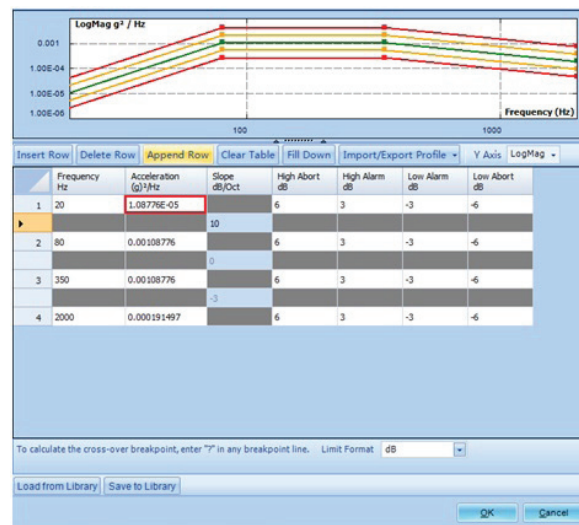 LogMag g² / Hz
0.001
1.00E-04
1.00E-05
1.00E-06
Frequency (Hz)
100
1000
Insert Row Delete Row Append Row Clear Table Fill Down Import/Export Profile Y Axis LogMag
Frequency Hz Acceleration (g)²/Hz Slope dB/Oct High Abort dB High Alarm dB Low Alarm dB Low Abort dB
1 20 1.08776E-05 6 3 -3 -6
10
2 80 0.00108776 6 3 -3 -6
0
3 350 0.00108776 6 3 -3 -6
-3
4 2000 0.000191497 6 3 -3 -6
To calculate the cross-over breakpoint, enter "?" in any breakpoint line. Limit Format dB
Load from Library Save to Library
OK Cancel